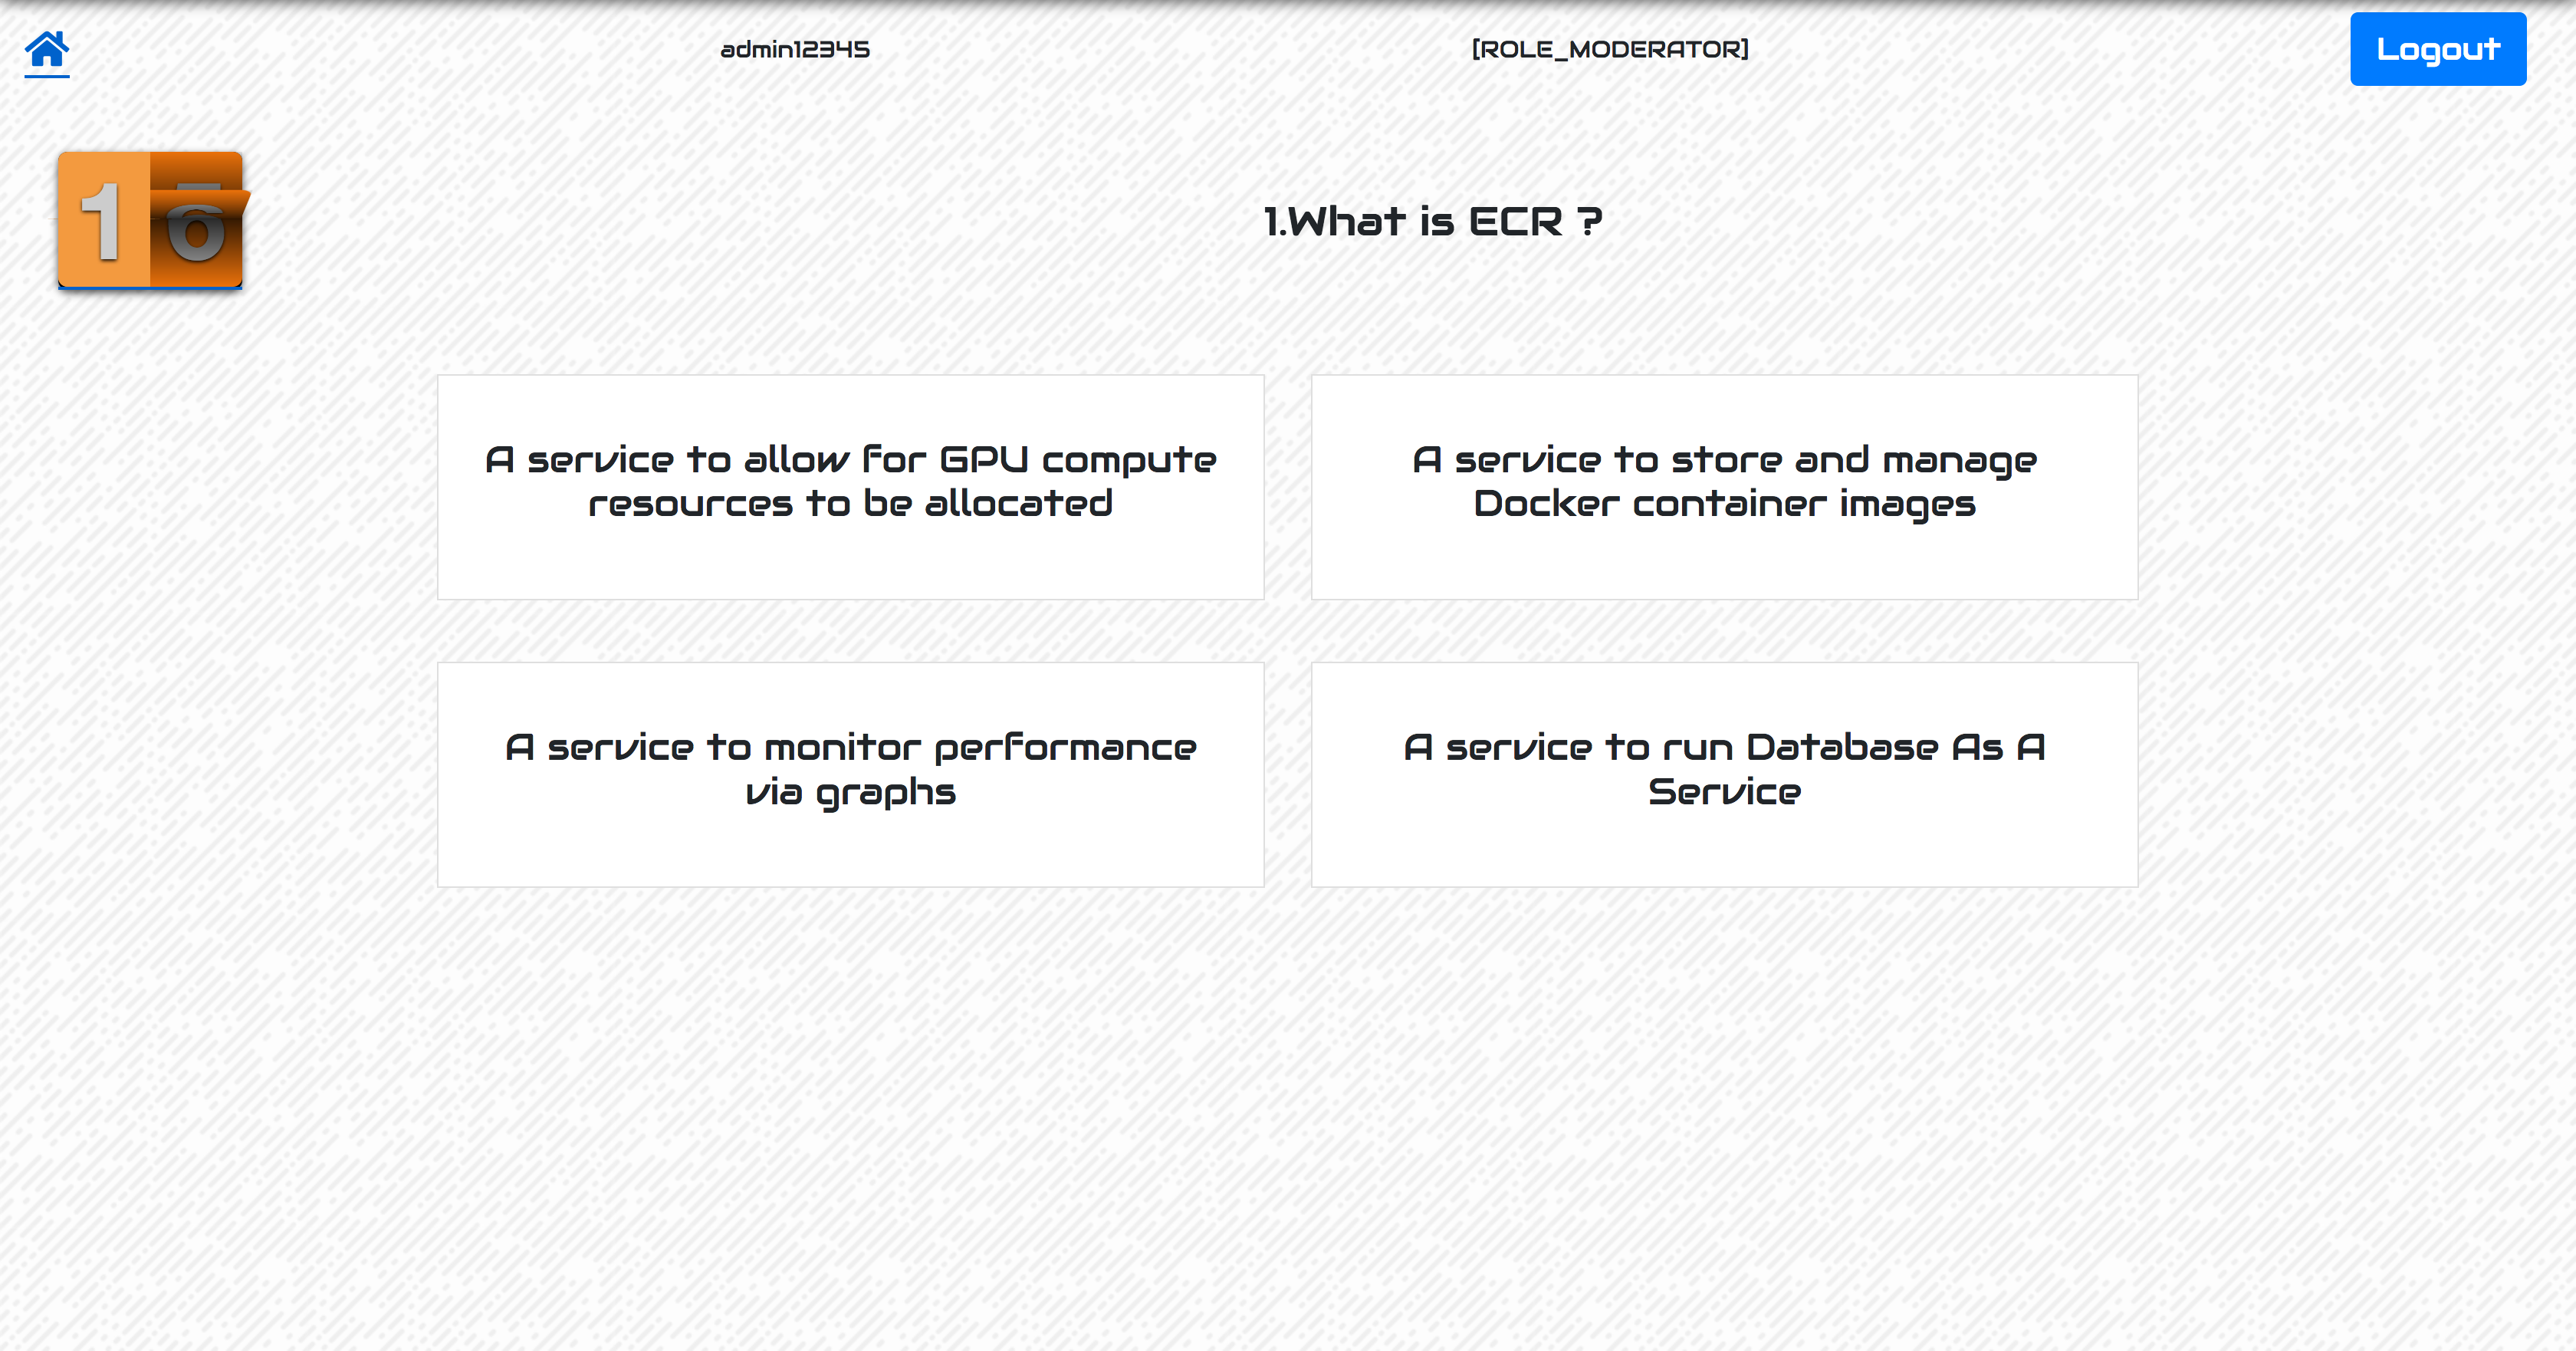 admin12345
[ROLE_MODERATOR]
Logout
1
1.What is ECR ?
A service to allow for GPU compute
resources to be allocated
A service to store and manage
Docker container images
A service to monitor performance
via graphs
A service to run Database As A
Service